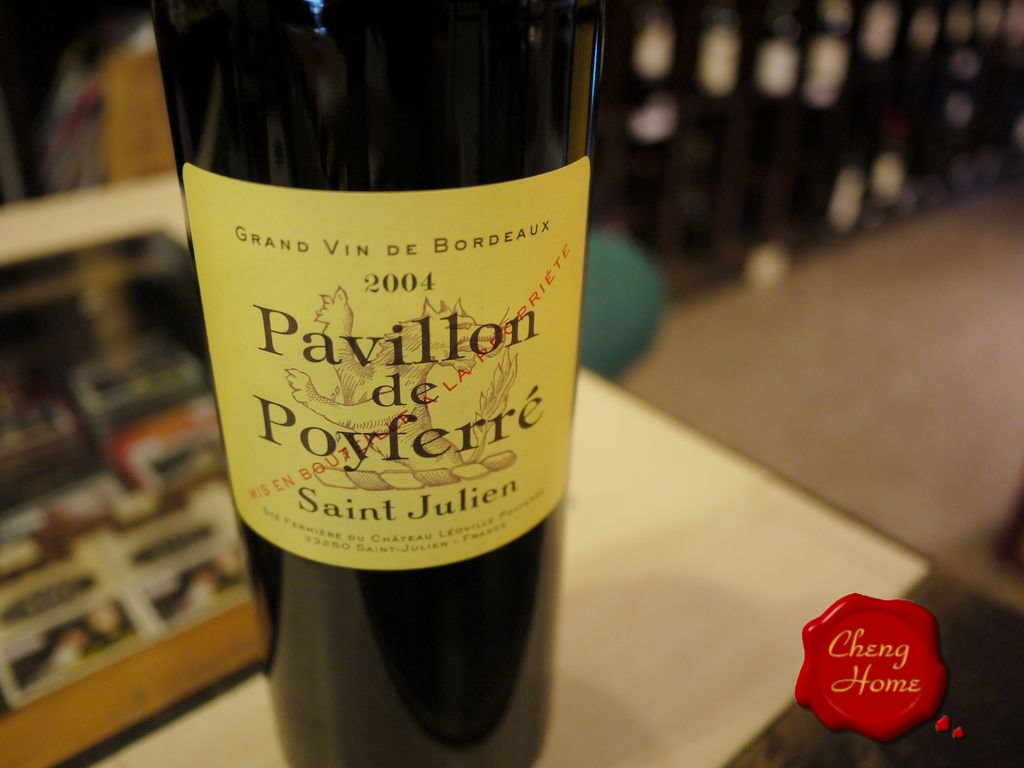 GRAND VIN DE BORDEAUX
2004
Pavillon
de
Poyferré
MIS EN BOUTEILLE A LA PROPRIÉTÉ
Saint Julien
STE FERMIÈRE DU CHÂTEAU LÉOVILLE POYFERRÉ
33250 SAINT-JULIEN - FRANCE
Cheng
Home